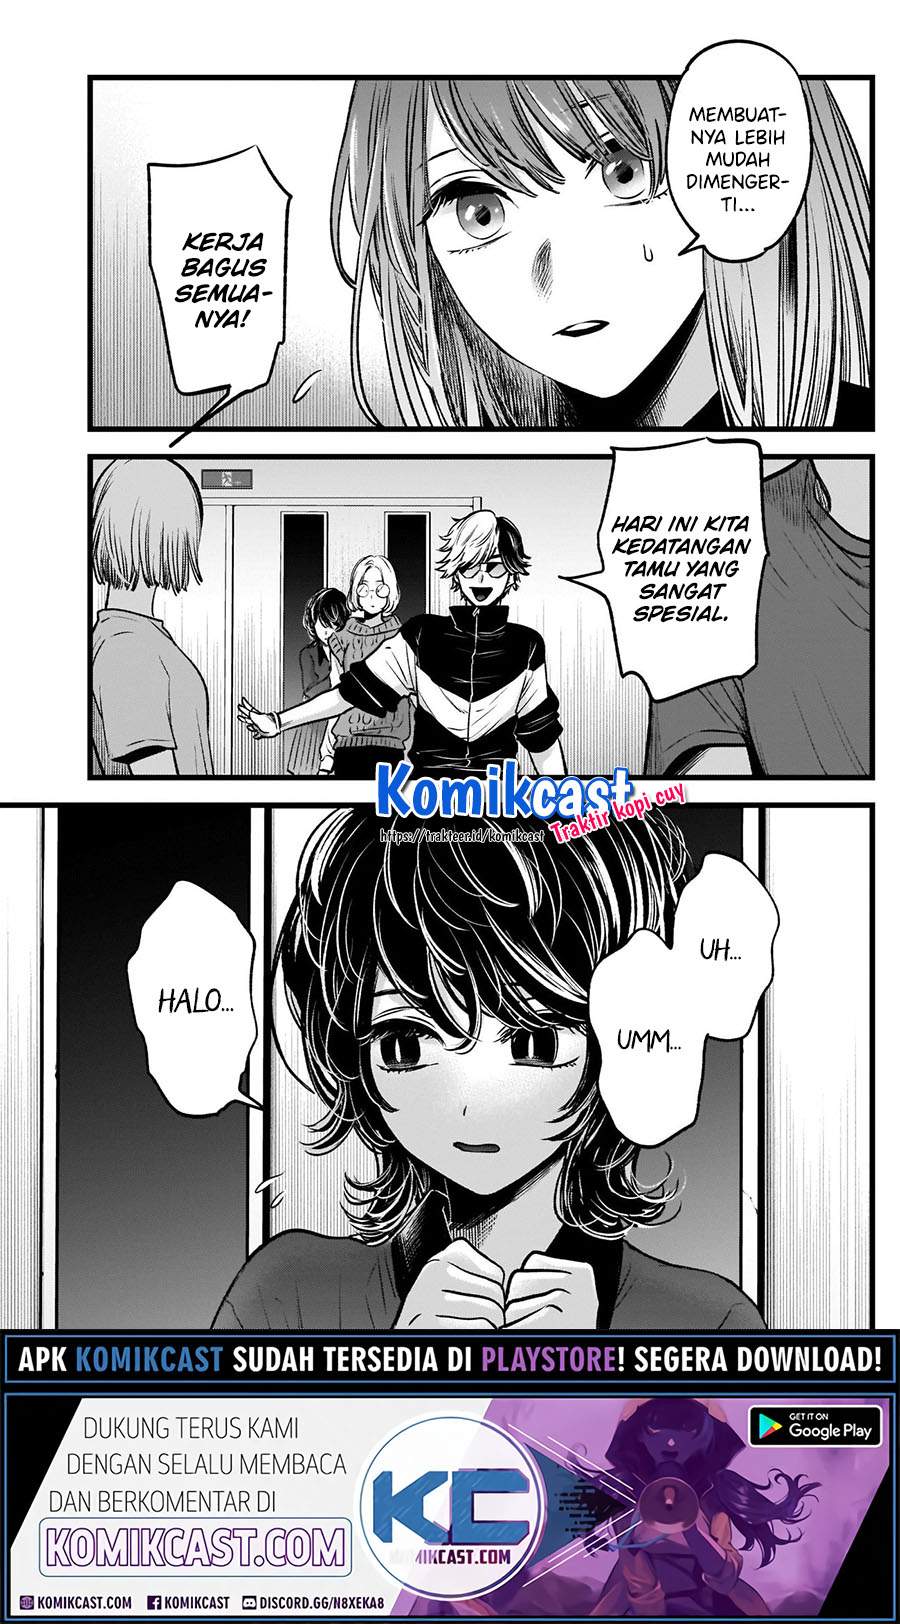 MEMBUAT-
NYA LEBIH
MUDAH
DIMENGER-
TI...
KERJA
BAGUS
SEMUA-
NYA!
HARI INI KITA
KEDATANGAN
TAMU YANG
SANGAT
SPESIAL.
Komikcast
https://trakteer.id/komikcast
Traktir kopi cuy
UH...
UMM...
HALO...
APK KOMIKCAST SUDAH TERSEDIA DI PLAYSTORE! SEGERA DOWNLOAD!
DUKUNG TERUS KAMI
DENGAN SELALU MEMBACA
DAN BERKOMENTAR DI
KOMIKCAST.COM
KOMIKCAST.COM KOMIKCAST DISCORD.GG/N8XEKA8
KC
KOMIKCAST.COM
GET IT ON
Google Play